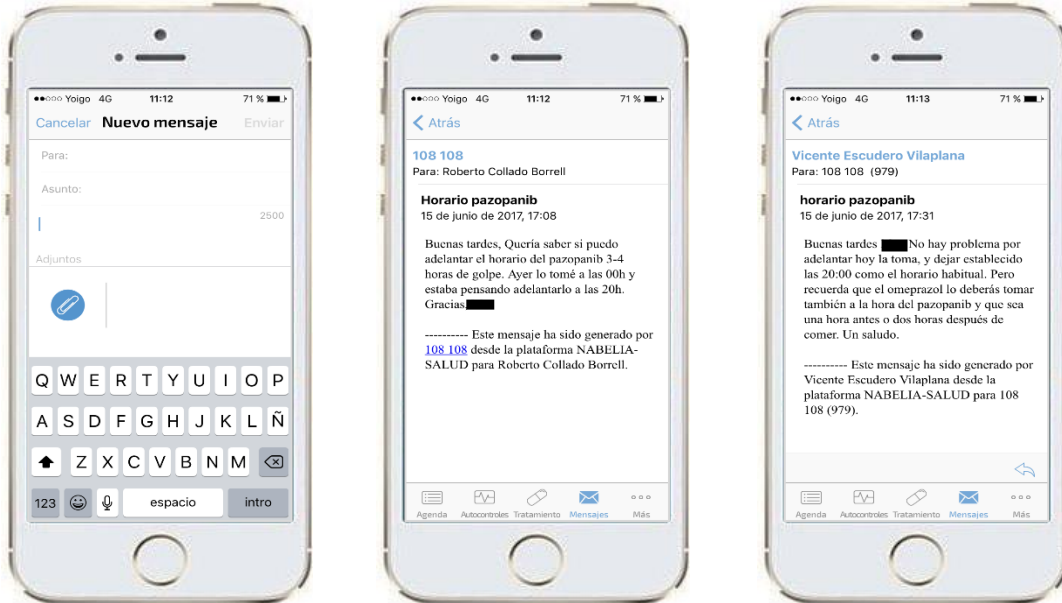 Yoigo 4G 11:12 71 %
Cancelar Nuevo mensaje Enviar
Para:
Asunto:
2500
Adjuntos
Q W E R T Y U I O P
A S D F G H J K L Ñ
Z X C V B N M
123 espacio intro
Yoigo 4G 11:12 71 %
Atrás
108 108
Para: Roberto Collado Borrell
Horario pazopanib
15 de junio de 2017, 17:08
Buenas tardes, Quería saber si puedo
adelantar el horario del pazopanib 3-4
horas de golpe. Ayer lo tomé a las 00h y
estaba pensando adelantarlo a las 20h.
Gracias
---------- Este mensaje ha sido generado por
108 108 desde la plataforma NABELIA-
SALUD para Roberto Collado Borrell.
Agenda Autocontroles Tratamiento Mensajes Más
Yoigo 4G 11:13 71 %
Atrás
Vicente Escudero Vilaplana
Para: 108 108 (979)
horario pazopanib
15 de junio de 2017, 17:31
Buenas tardes No hay problema por
adelantar hoy la toma, y dejar establecido
las 20:00 como el horario habitual. Pero
recuerda que el omeprazol lo deberás tomar
también a la hora del pazopanib y que sea
una hora antes o dos horas después de
comer. Un saludo.
---------- Este mensaje ha sido generado por
Vicente Escudero Vilaplana desde la
plataforma NABELIA-SALUD para 108
108 (979).
Agenda Autocontroles Tratamiento Mensajes Más